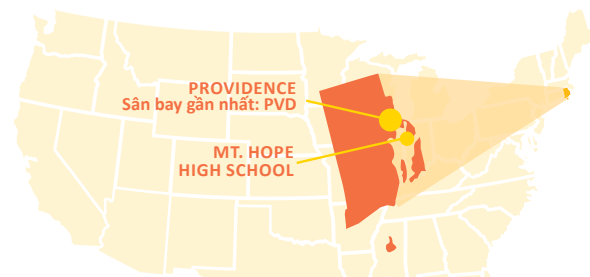 PROVIDENCE
Sân bay gần nhất: PVD
MT. HOPE
HIGH SCHOOL